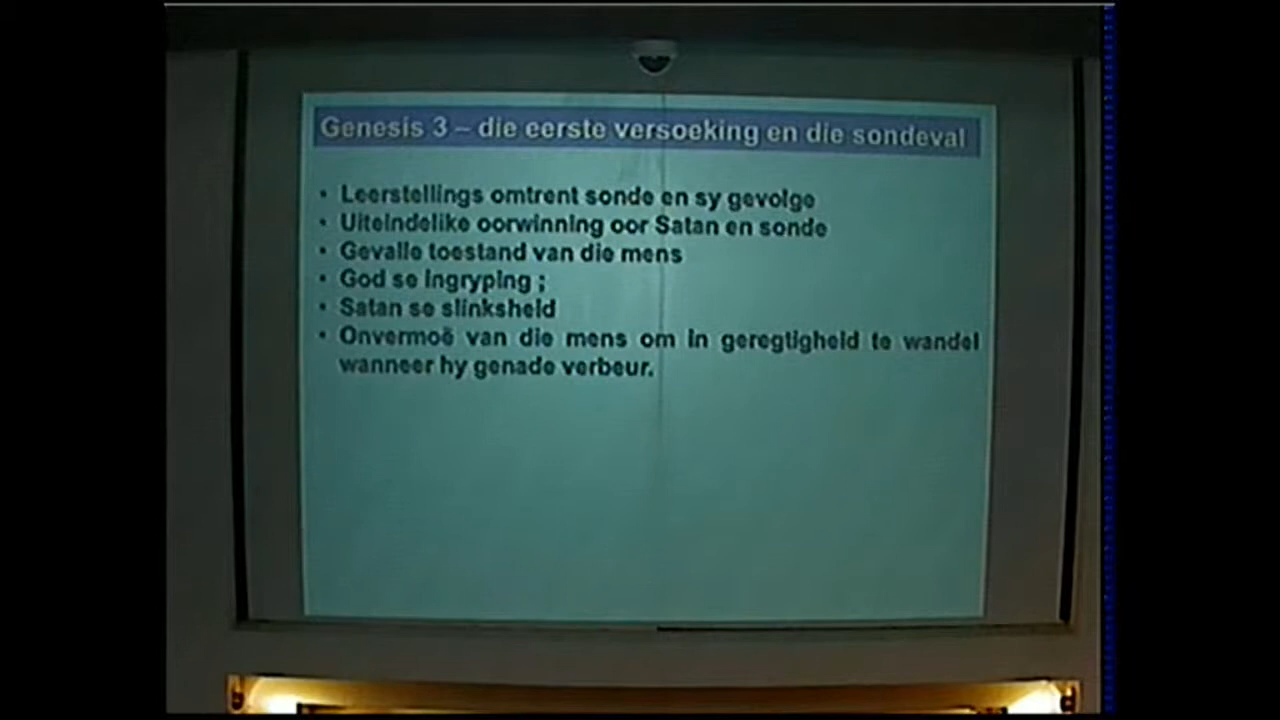 Genesis 3 – die eerste versoeking en die sondeval
• Leerstellings omtrent sonde en sy gevolge
• Uiteindelike oorwinning oor Satan en sonde
• Gevalle toestand van die mens
• God se ingryping ;
• Satan se slinksheid
• Onvermoë van die mens om in geregtigheid te wandel
wanneer hy genade verbeur.